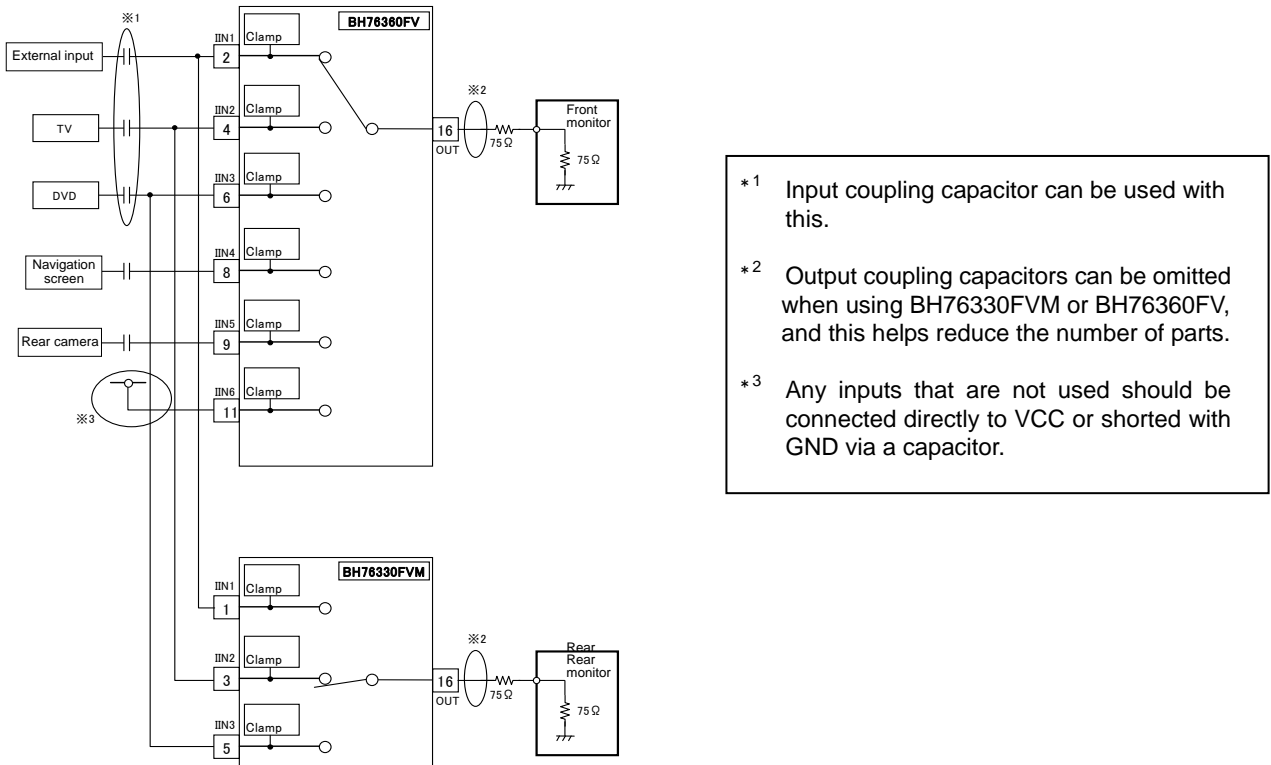 ※1
BH76360FV
External input
IIN1
Clamp
2
TV
IIN2
Clamp
4
DVD
IIN3
Clamp
6
Navigation
screen
IIN4
Clamp
8
Rear camera
IIN5
Clamp
9
※3
IIN6
Clamp
11
16
OUT
※2
75Ω
Front
monitor
75Ω
BH76330FVM
IIN1
Clamp
1
IIN2
Clamp
3
IIN3
Clamp
5
16
OUT
※2
75Ω
Rear
Rear
monitor
75Ω
*1 Input coupling capacitor can be used with
this.
*2 Output coupling capacitors can be omitted
when using BH76330FVM or BH76360FV,
and this helps reduce the number of parts.
*3 Any inputs that are not used should be
connected directly to VCC or shorted with
GND via a capacitor.